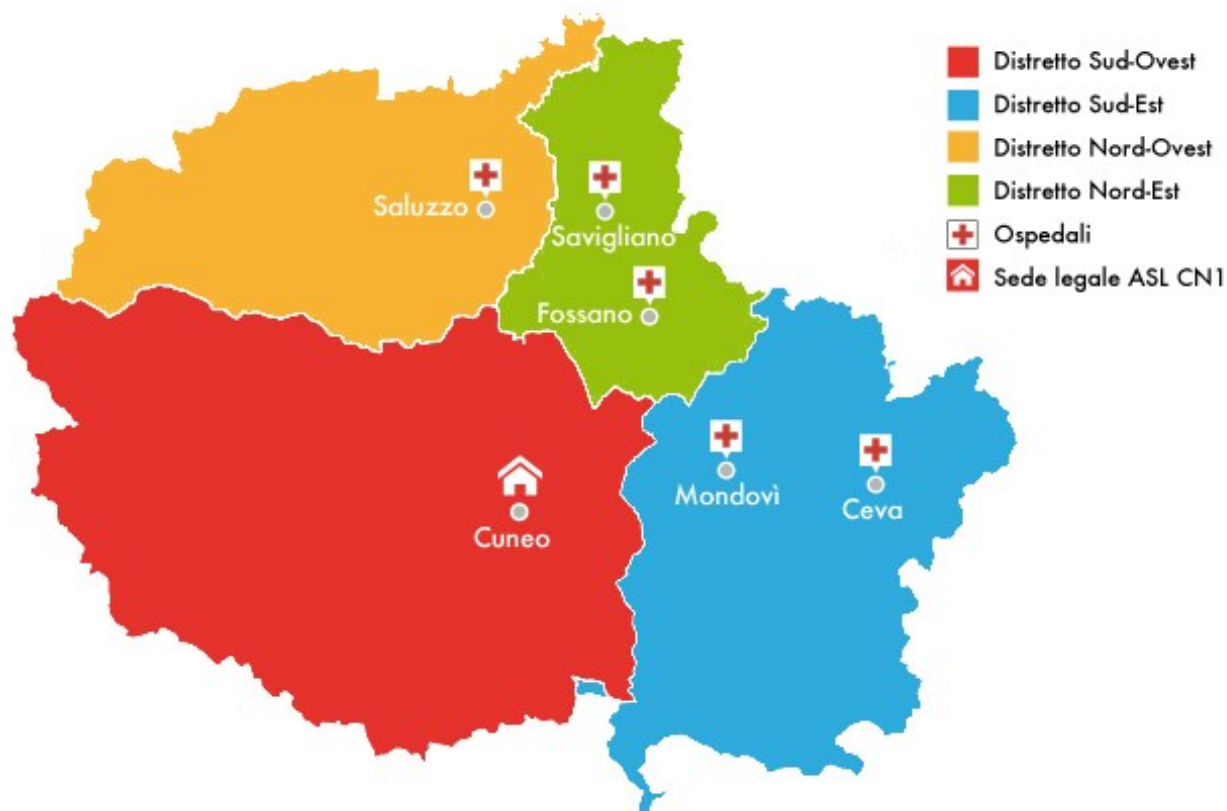 Distretto Sud-Ovest
Distretto Sud-Est
Distretto Nord-Ovest
Distretto Nord-Est
Ospedali
Sede legale ASL CN1
Saluzzo
Savigliano
Fossano
Mondovì
Ceva
Cuneo